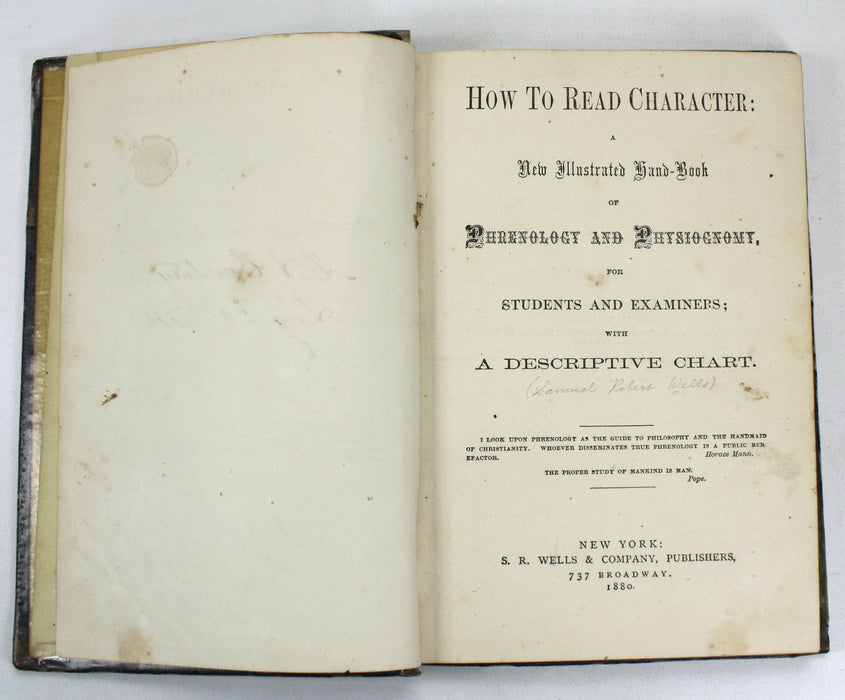 How To Read Character:
A
New Illustrated Hand-Book
OF
Phrenology and Physiognomy,
FOR
STUDENTS AND EXAMINERS;
WITH
A DESCRIPTIVE CHART.
(Samuel Robert Wells)
I LOOK UPON PHRENOLOGY AS THE GUIDE TO PHILOSOPHY AND THE HANDMAID
OF CHRISTIANITY. WHOEVER DISSEMINATES TRUE PHRENOLOGY IS A PUBLIC BEN-
EFACTOR. Horace Mann.
THE PROPER STUDY OF MANKIND IS MAN.
Pope.
NEW YORK:
S. R. WELLS & COMPANY, PUBLISHERS,
737 BROADWAY.
1880.